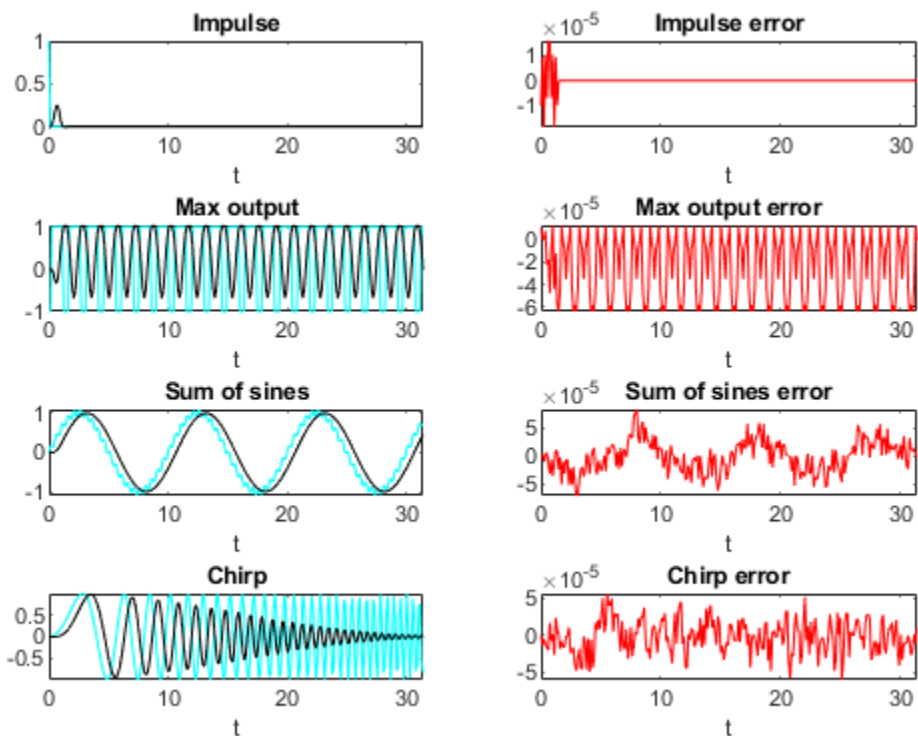 Impulse
1
0.5
0
0 10 20 30
t
×10-5
Impulse error
1
0
-1
0 10 20 30
t
Max output
1
0
-1
0 10 20 30
t
×10-5
Max output error
0
-2
-4
-6
0 10 20 30
t
Sum of sines
1
0
-1
0 10 20 30
t
×10-5
Sum of sines error
5
0
-5
0 10 20 30
t
Chirp
0.5
0
-0.5
0 10 20 30
t
×10-5
Chirp error
5
0
-5
0 10 20 30
t